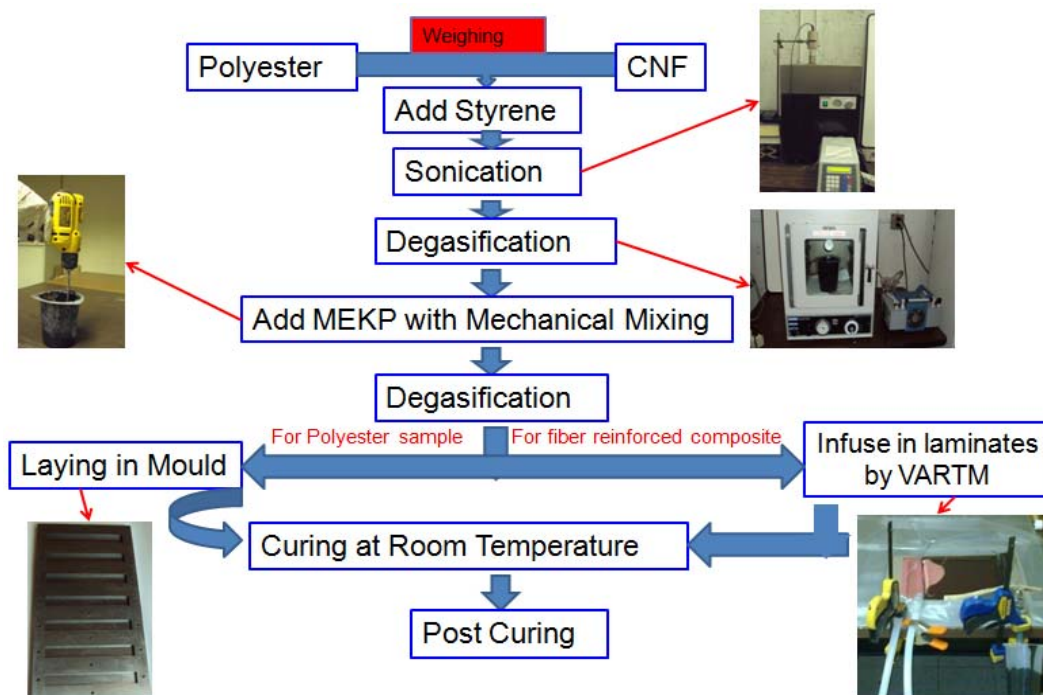 Weighing
Polyester
CNF
Add Styrene
Sonication
Degasification
Add MEKP with Mechanical Mixing
Degasification
For Polyester sample
For fiber reinforced composite
Laying in Mould
Infuse in laminates
by VARTM
Curing at Room Temperature
Post Curing